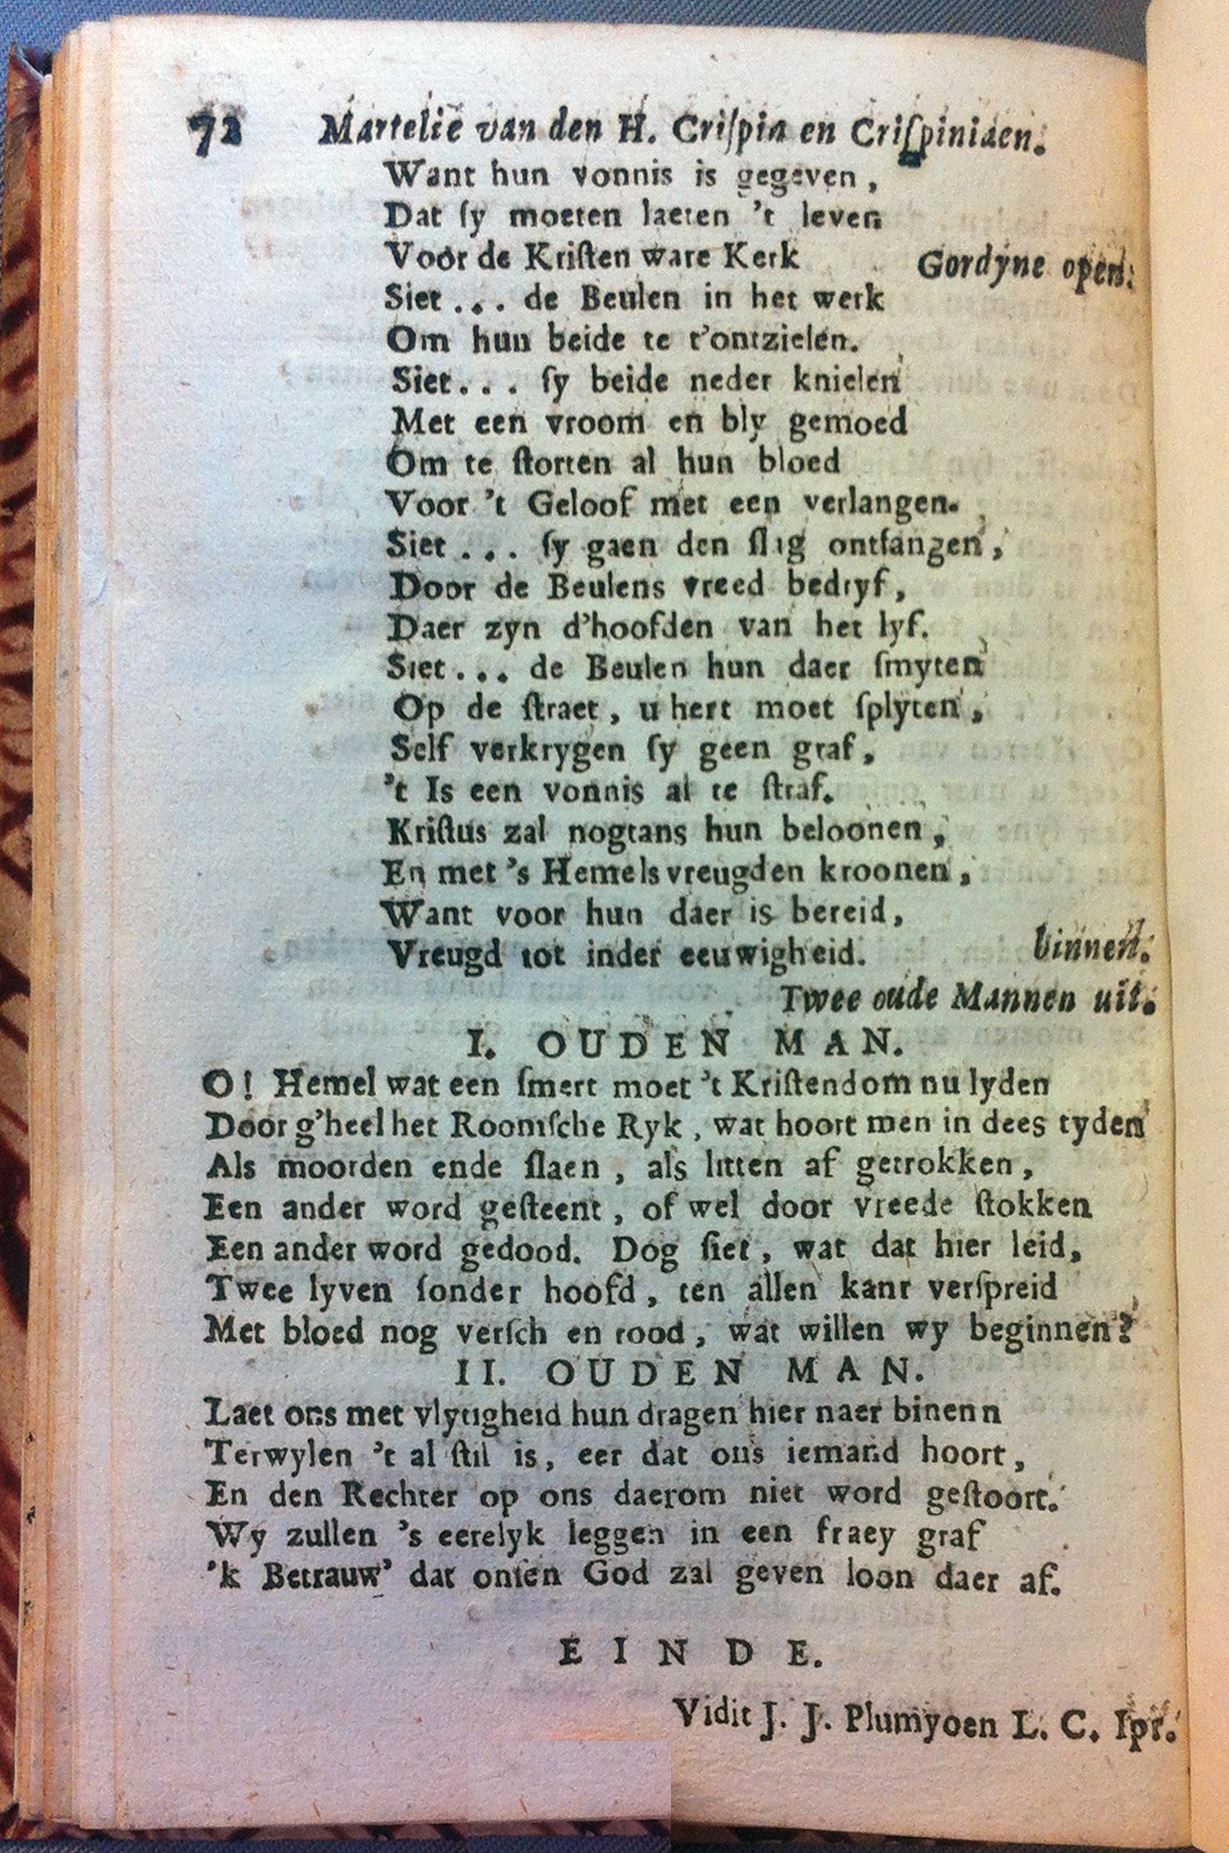 72 Martelie van den H. Criſpin en Criſpiniaen.
Want hun vonnis is gegeven,
Dat ſy moeten laeten 't leven
Voor de Kriſten ware Kerk Gordyne open.
Siet... de Beulen in het werk
Om hun beide te t'ontzielen.
Siet... ſy beide neder knielen
Met een vroom en bly gemoed
Om te ſtorten al hun bloed
Voor 't Geloof met een verlangen.
Siet... ſy gaen den ſlag ontfangen,
Door de Beulens vreed bedryf,
Daer zyn d'hoofden van het lyf.
Siet... de Beulen hun daer ſmyten
Op de ſtraet, u hert moet ſplyten,
Self verkrygen ſy geen graf,
't Is een vonnis al te ſtraf.
Kriſtus zal nogtans hun beloonen,
En met 's Hemels vreugden kroonen,
Want voor hun daer is bereid,
Vreugd tot inder eeuwigheid. binnen.
Twee oude Mannen uit.
I. OUDEN MAN.
O! Hemel wat een ſmert moet 't Kriſtendom nu lyden
Door g'heel het Roomſche Ryk, wat hoort men in dees tyden
Als moorden ende ſlaen, als litten af getrokken,
Een ander word geſteent, of wel door vreede ſtokken
Een ander word gedood. Dog ſiet, wat dat hier leid,
Twee lyven ſonder hoofd, ten allen kant verſpreid
Met bloed nog verſch en rood, wat willen wy beginnen?
II. OUDEN MAN.
Laet ons met vlytigheid hun dragen hier naer binenn
Terwylen 't al ſtil is, eer dat ons iemand hoort,
En den Rechter op ons daerom niet word geſtoort.
Wy zullen 's eerelyk leggen in een fraey graf
'k Betrauw' dat onſen God zal geven loon daer af.
EINDE.
Vidit J. J. Plumyoen L. C. Ipr.